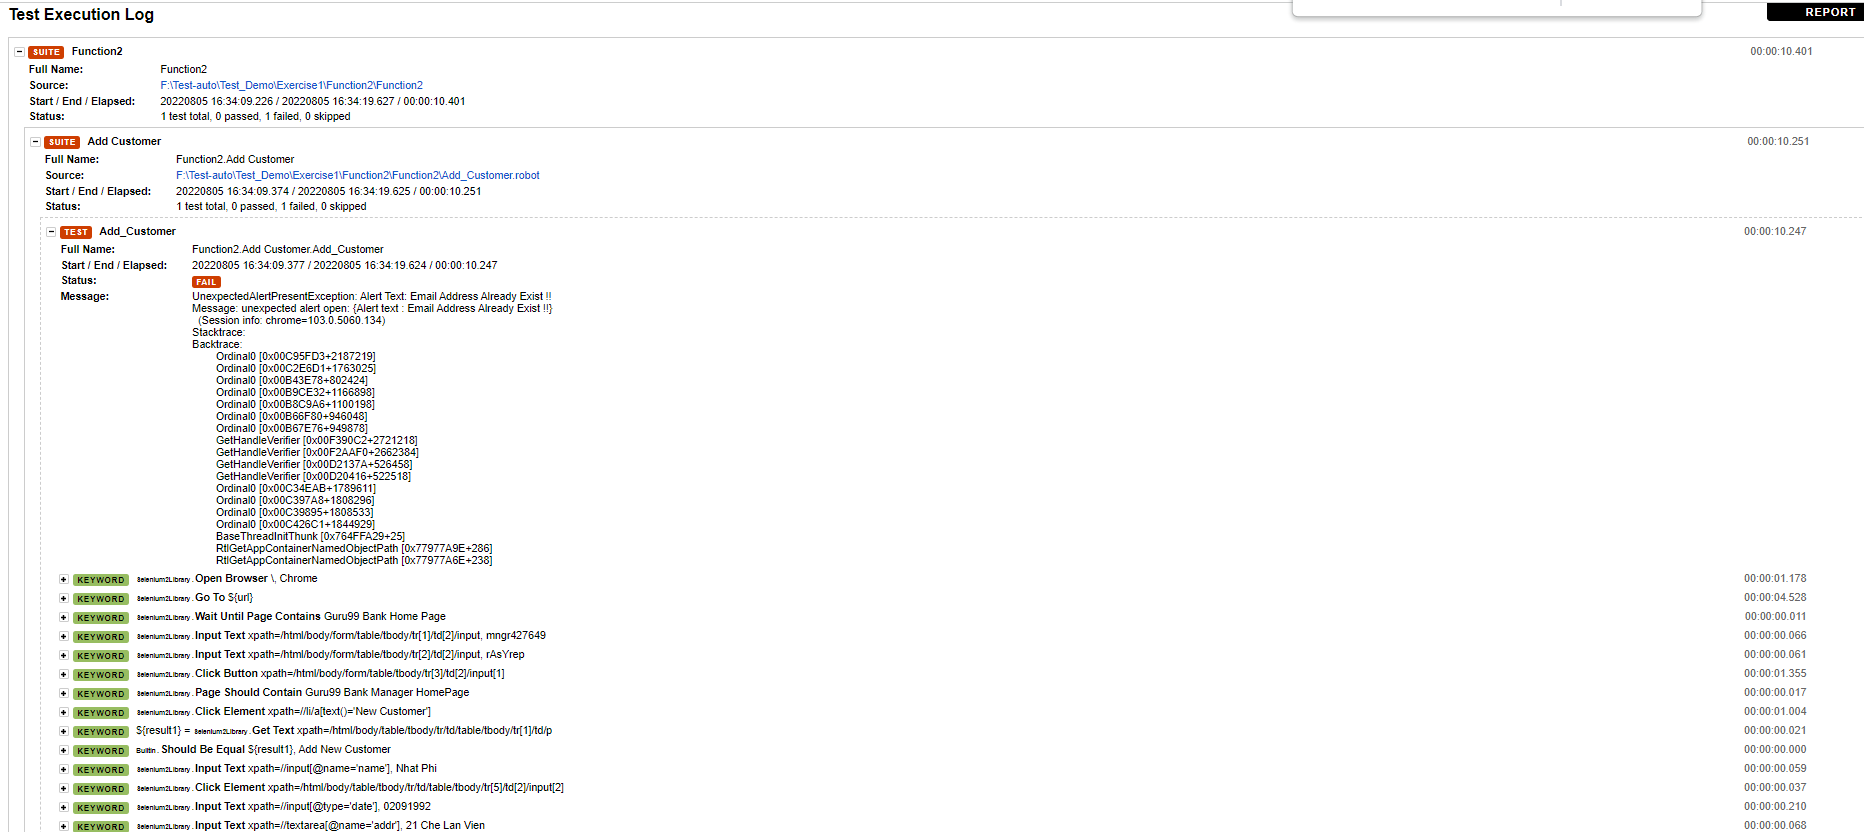 Test Execution Log
REPORT
SUITE Function2 00:00:10.401
Full Name: Function2
Source: F:\Test-auto\Test_Demo\Exercise1\Function2\Function2
Start / End / Elapsed: 20220805 16:34:09.226 / 20220805 16:34:19.627 / 00:00:10.401
Status: 1 test total, 0 passed, 1 failed, 0 skipped
SUITE Add Customer 00:00:10.251
Full Name: Function2.Add Customer
Source: F:\Test-auto\Test_Demo\Exercise1\Function2\Function2\Add_Customer.robot
Start / End / Elapsed: 20220805 16:34:09.374 / 20220805 16:34:19.625 / 00:00:10.251
Status: 1 test total, 0 passed, 1 failed, 0 skipped
TEST Add_Customer 00:00:10.247
Full Name: Function2.Add Customer.Add_Customer
Start / End / Elapsed: 20220805 16:34:09.377 / 20220805 16:34:19.624 / 00:00:10.247
Status: FAIL
Message: UnexpectedAlertPresentException: Alert Text: Email Address Already Exist !!
Message: unexpected alert open: {Alert text : Email Address Already Exist !!}
(Session info: chrome=103.0.5060.134)
Stacktrace:
Backtrace:
Ordinal0 [0x00C95FD3+2187219]
Ordinal0 [0x00C2E6D1+1763025]
Ordinal0 [0x00B43E78+802424]
Ordinal0 [0x00B9CE32+1166898]
Ordinal0 [0x00B8C9A6+1100198]
Ordinal0 [0x00B66F80+946048]
Ordinal0 [0x00B67E76+949878]
GetHandleVerifier [0x00F390C2+2721218]
GetHandleVerifier [0x00F2AAF0+2662384]
GetHandleVerifier [0x00D2137A+526458]
GetHandleVerifier [0x00D20416+522518]
Ordinal0 [0x00C34EAB+1789611]
Ordinal0 [0x00C397A8+1808296]
Ordinal0 [0x00C39895+1808533]
Ordinal0 [0x00C426C1+1844929]
BaseThreadInitThunk [0x764FFA29+25]
RtlGetAppContainerNamedObjectPath [0x77977A9E+286]
RtlGetAppContainerNamedObjectPath [0x77977A6E+238]
KEYWORD Selenium2Library . Open Browser \, Chrome 00:00:01.178
KEYWORD Selenium2Library . Go To ${url} 00:00:04.528
KEYWORD Selenium2Library . Wait Until Page Contains Guru99 Bank Home Page 00:00:00.011
KEYWORD Selenium2Library . Input Text xpath=/html/body/form/table/tbody/tr[1]/td[2]/input, mngr427649 00:00:00.066
KEYWORD Selenium2Library . Input Text xpath=/html/body/form/table/tbody/tr[2]/td[2]/input, rAsYrep 00:00:00.061
KEYWORD Selenium2Library . Click Button xpath=/html/body/form/table/tbody/tr[3]/td[2]/input[1] 00:00:01.355
KEYWORD Selenium2Library . Page Should Contain Guru99 Bank Manager HomePage 00:00:00.017
KEYWORD Selenium2Library . Click Element xpath=//li/a[text()='New Customer'] 00:00:01.004
KEYWORD ${result1} = Selenium2Library . Get Text xpath=/html/body/table/tbody/tr/td/table/tbody/tr[1]/td/p 00:00:00.021
KEYWORD BuiltIn . Should Be Equal ${result1}, Add New Customer 00:00:00.000
KEYWORD Selenium2Library . Input Text xpath=//input[@name='name'], Nhat Phi 00:00:00.059
KEYWORD Selenium2Library . Click Element xpath=/html/body/table/tbody/tr/td/table/tbody/tr[5]/td[2]/input[2] 00:00:00.037
KEYWORD Selenium2Library . Input Text xpath=//input[@type='date'], 02091992 00:00:00.210
KEYWORD Selenium2Library . Input Text xpath=//textarea[@name='addr'], 21 Che Lan Vien 00:00:00.068